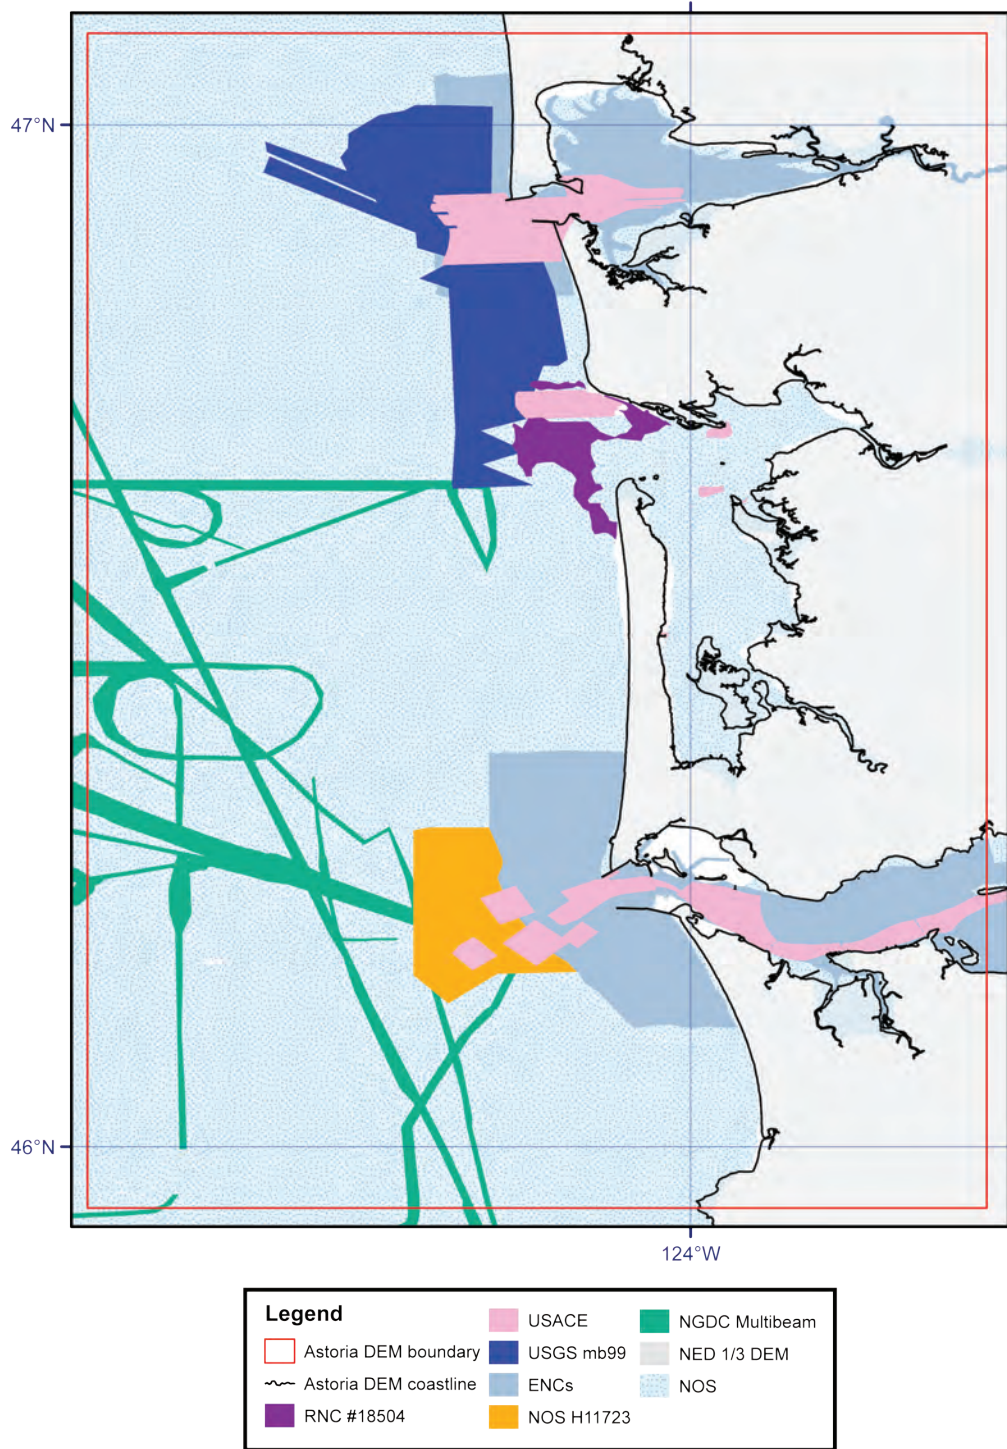 47°N
46°N
124°W
Legend
Astoria DEM boundary
Astoria DEM coastline
RNC #18504
USACE
USGS mb99
ENCs
NOS H11723
NGDC Multibeam
NED 1/3 DEM
NOS